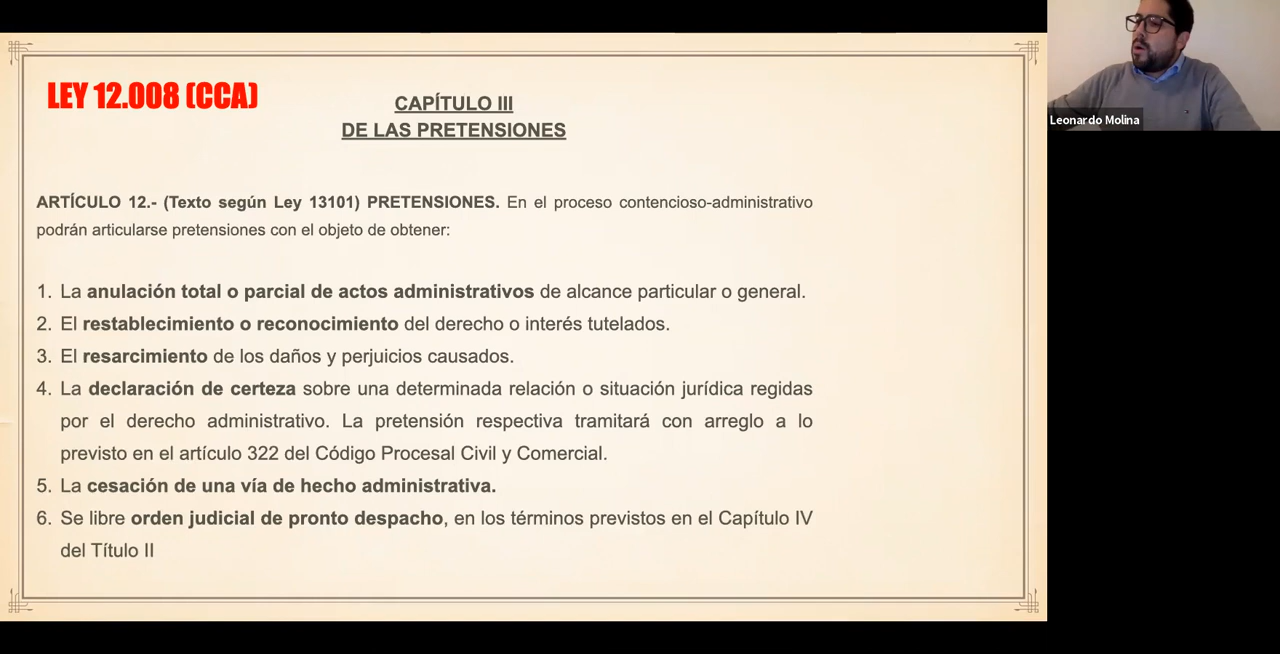 LEY 12.008 (CCA)
CAPÍTULO III
DE LAS PRETENSIONES
ARTÍCULO 12.- (Texto según Ley 13101) PRETENSIONES. En el proceso contencioso-administrativo
podrán articularse pretensiones con el objeto de obtener:
1. La anulación total o parcial de actos administrativos de alcance particular o general.
2. El restablecimiento o reconocimiento del derecho o interés tutelados.
3. El resarcimiento de los daños y perjuicios causados.
4. La declaración de certeza sobre una determinada relación o situación jurídica regidas
por el derecho administrativo. La pretensión respectiva tramitará con arreglo a lo
previsto en el artículo 322 del Código Procesal Civil y Comercial.
5. La cesación de una vía de hecho administrativa.
6. Se libre orden judicial de pronto despacho, en los términos previstos en el Capítulo IV
del Título II
Leonardo Molina